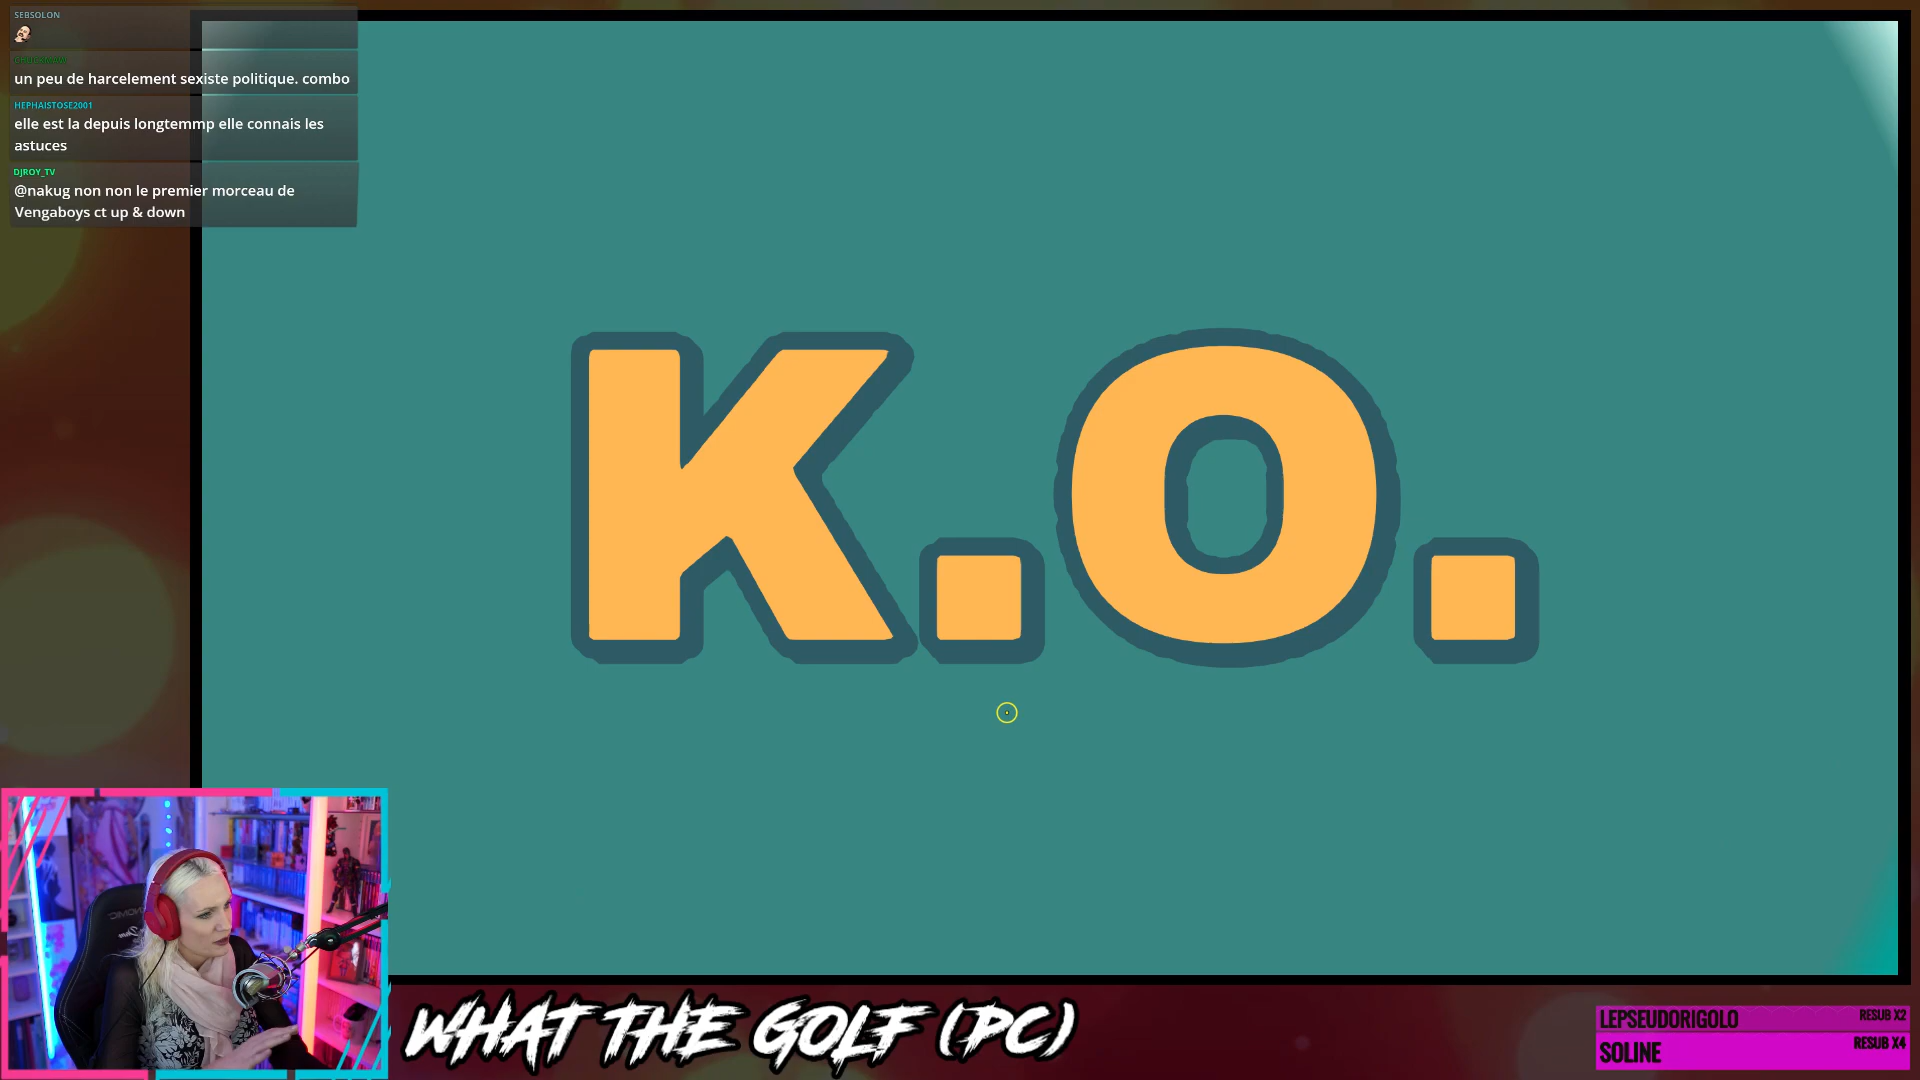 SEBSOLON
un peu de harcelement sexiste politique. combo
HEPHAISTOSE2001
elle est la depuis longtemmp elle connais les
astuces
DJROY_TV
@nakug non non le premier morceau de
Vengaboys ct up & down
K.O.
WHAT THE GOLF (PC)
LEPSEUDORIGOLO RESUB X2
SOLINE RESUB X4